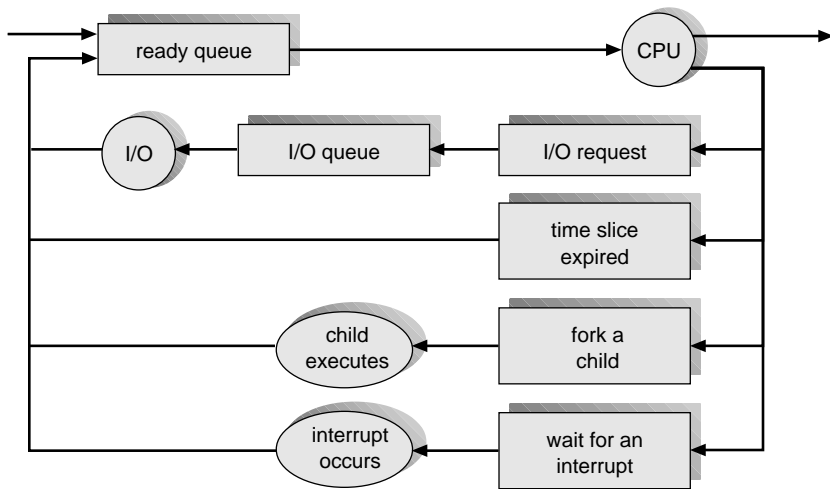 ready queue
CPU
I/O
I/O queue
I/O request
time slice
expired
child
executes
fork a
child
interrupt
occurs
wait for an
interrupt